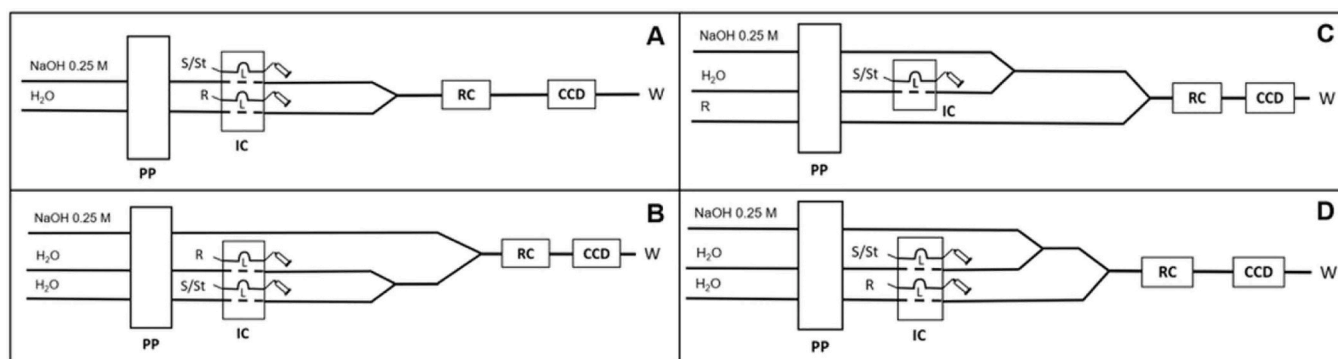 A
NaOH 0.25 M
H₂O
S/St
L
R
L
IC
PP
RC
CCD
W
C
NaOH 0.25 M
H₂O
R
S/St
L
IC
PP
RC
CCD
W
B
NaOH 0.25 M
H₂O
H₂O
R
L
S/St
L
IC
PP
RC
CCD
W
D
NaOH 0.25 M
H₂O
H₂O
S/St
L
R
L
IC
PP
RC
CCD
W